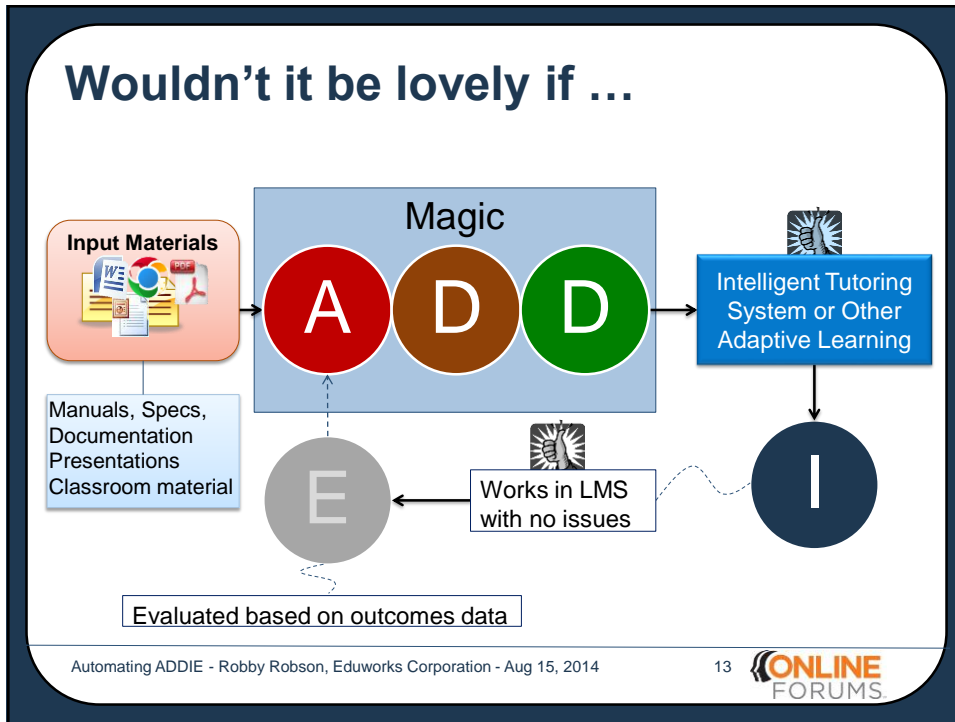 Wouldn’t it be lovely if …
Magic
Input Materials
W
PDF
A
D
D
Intelligent Tutoring
System or Other
Adaptive Learning
Manuals, Specs,
Documentation
Presentations
Classroom material
E
Works in LMS
with no issues
I
Evaluated based on outcomes data
Automating ADDIE - Robby Robson, Eduworks Corporation - Aug 15, 2014
13
ONLINE
FORUMS